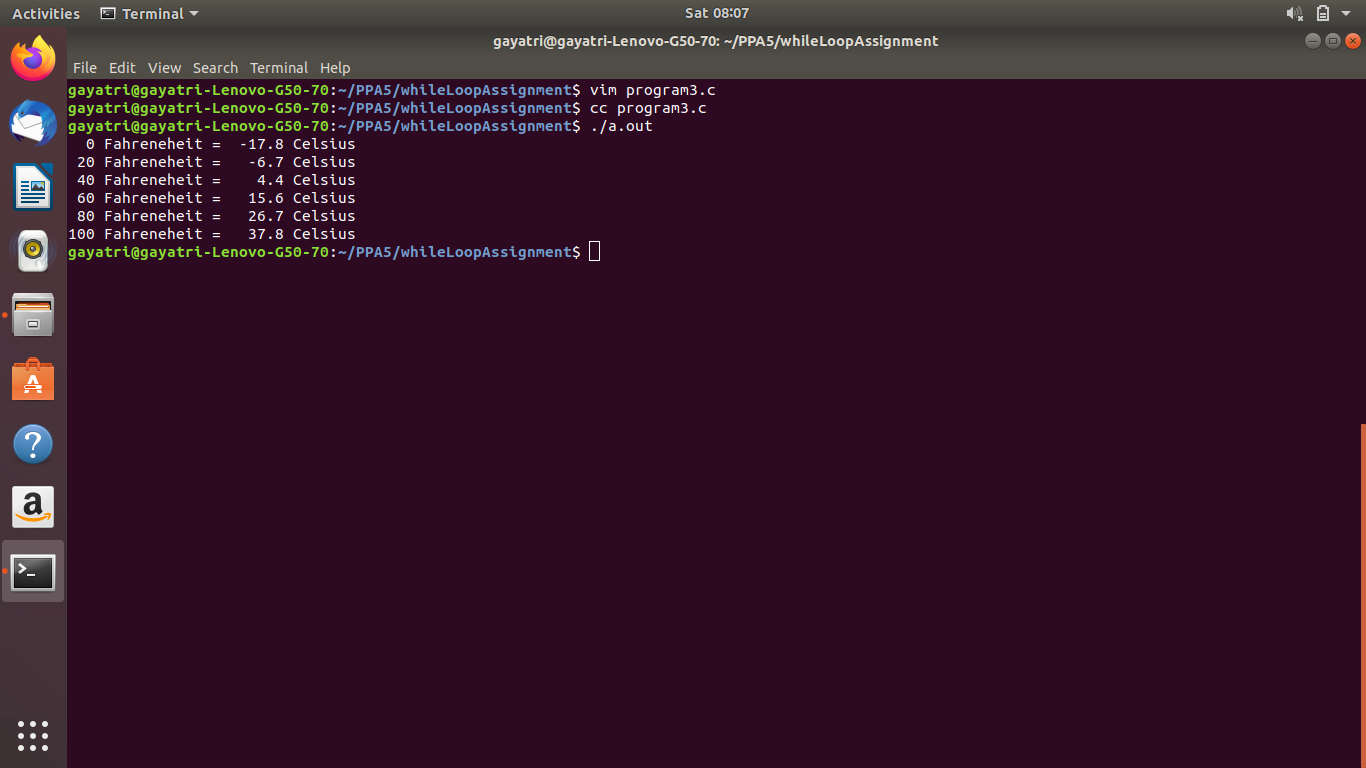 Activities Terminal Sat 08:07
gayatri@gayatri-Lenovo-G50-70: ~/PPA5/whileLoopAssignment
File Edit View Search Terminal Help
gayatri@gayatri-Lenovo-G50-70:~/PPA5/whileLoopAssignment$ vim program3.c
gayatri@gayatri-Lenovo-G50-70:~/PPA5/whileLoopAssignment$ cc program3.c
gayatri@gayatri-Lenovo-G50-70:~/PPA5/whileLoopAssignment$ ./a.out
  0 Fahreneheit =  -17.8 Celsius
 20 Fahreneheit =   -6.7 Celsius
 40 Fahreneheit =    4.4 Celsius
 60 Fahreneheit =   15.6 Celsius
 80 Fahreneheit =   26.7 Celsius
100 Fahreneheit =   37.8 Celsius
gayatri@gayatri-Lenovo-G50-70:~/PPA5/whileLoopAssignment$